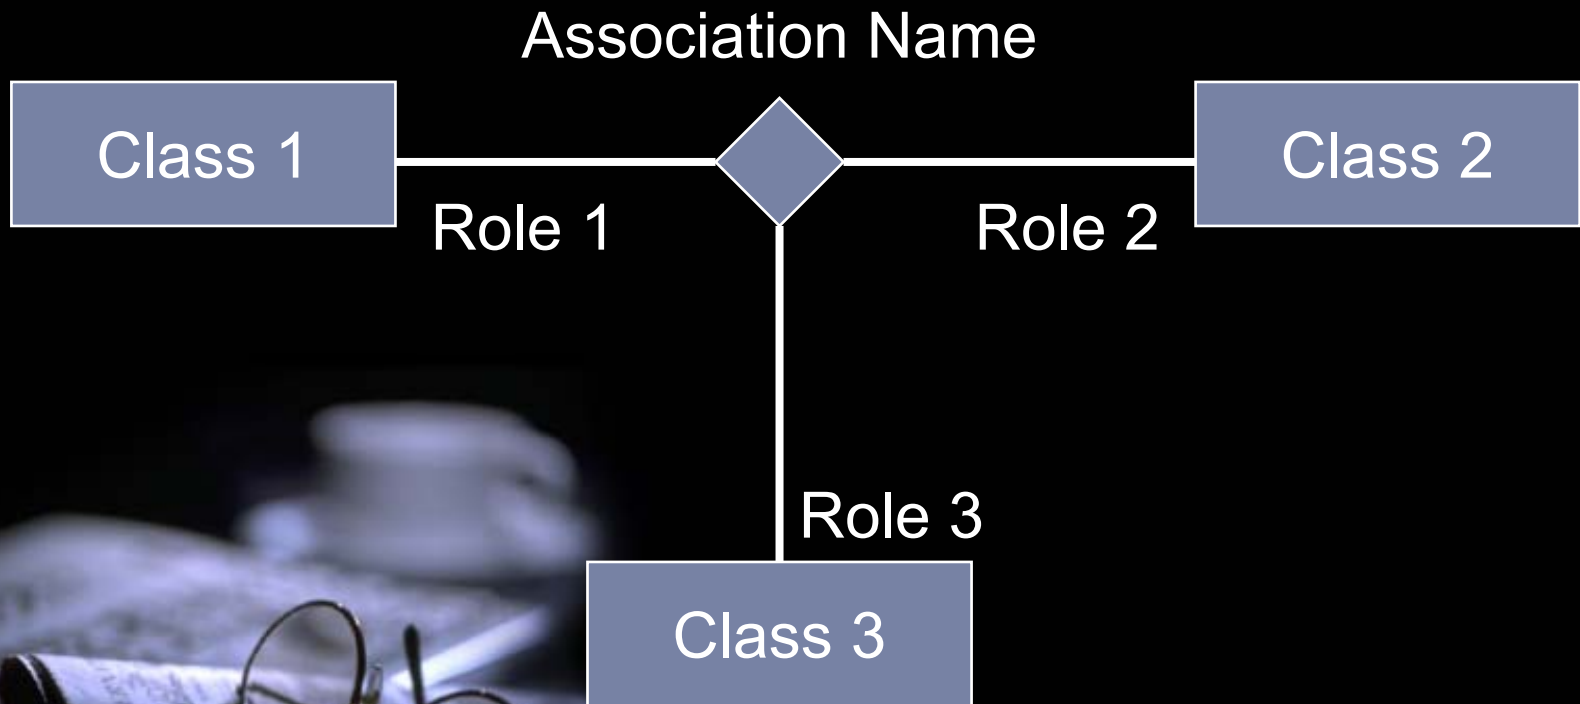 Association Name
Class 1
Class 2
Role 1
Role 2
Role 3
Class 3